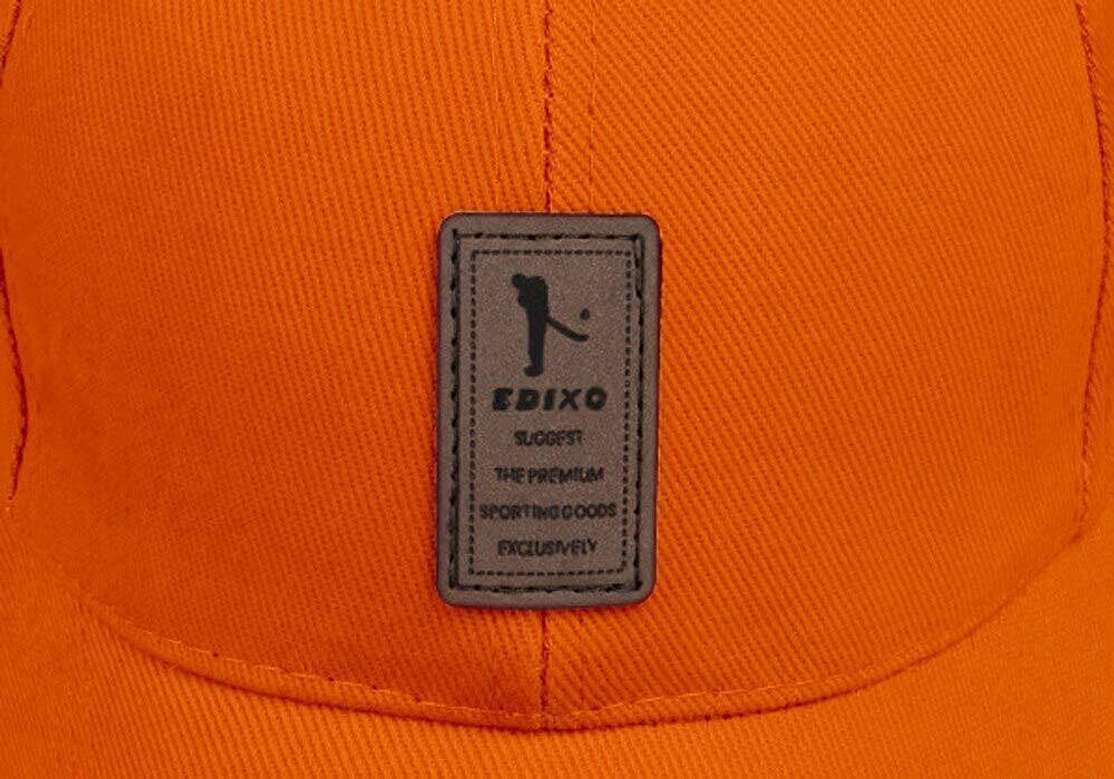 EDIXO
SUGGEST
THE PREMIUM
SPORTING GOODS
EXCLUSIVELY